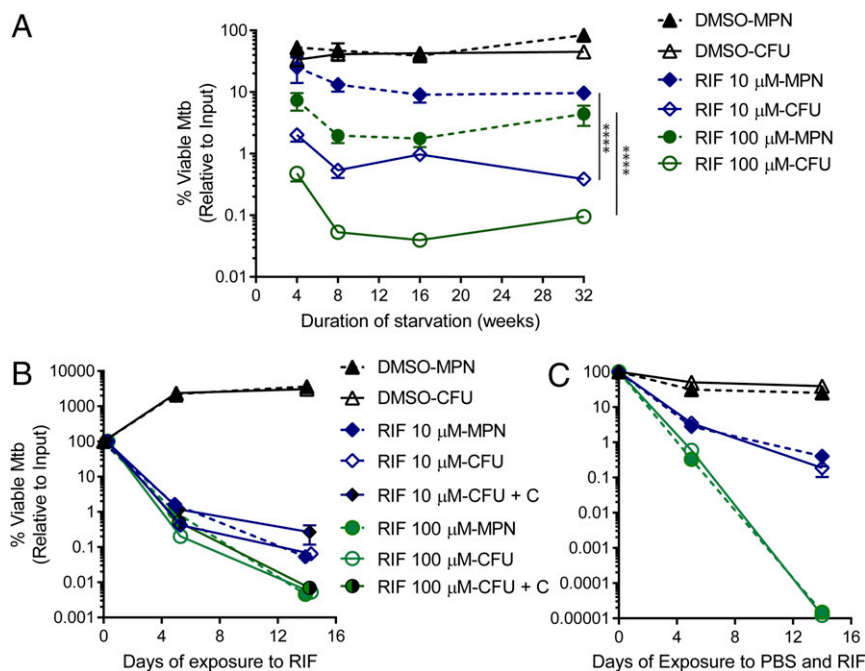 A
% Viable Mtb
(Relative to Input)
100
10
1
0.1
0.01
0 4 8 12 16 20 24 28 32
Duration of starvation (weeks)
****
****
DMSO-MPN
DMSO-CFU
RIF 10 μM-MPN
RIF 10 μM-CFU
RIF 100 μM-MPN
RIF 100 μM-CFU
B
% Viable Mtb
(Relative to Input)
10000
1000
100
10
1
0.1
0.01
0.001
0 4 8 12 16
Days of exposure to RIF
DMSO-MPN
DMSO-CFU
RIF 10 μM-MPN
RIF 10 μM-CFU
RIF 10 μM-CFU + C
RIF 100 μM-MPN
RIF 100 μM-CFU
RIF 100 μM-CFU + C
C
100
10
1
0.1
0.01
0.001
0.0001
0.00001
0 4 8 12 16
Days of Exposure to PBS and RIF